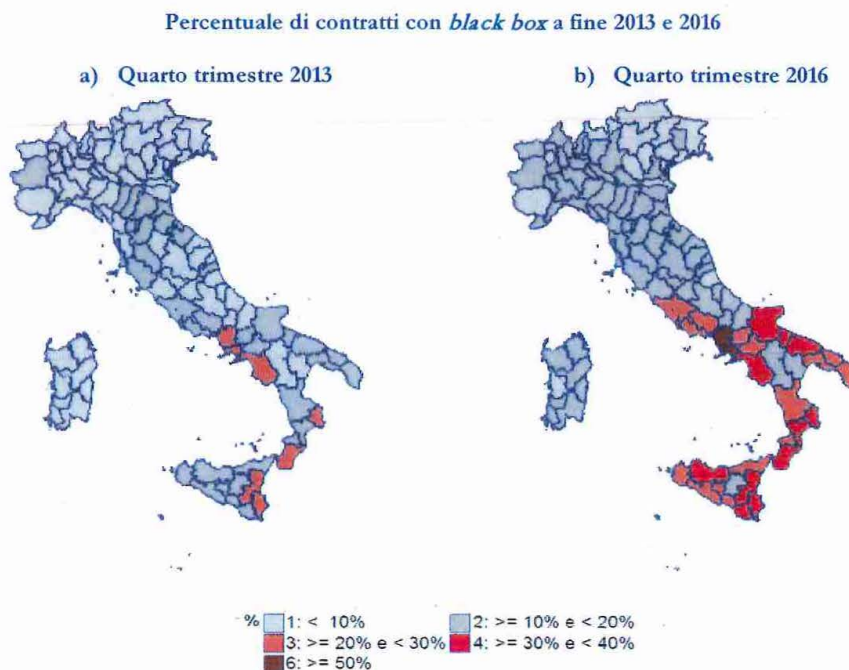 Percentuale di contratti con black box a fine 2013 e 2016
a) Quarto trimestre 2013
b) Quarto trimestre 2016
% 1: < 10% 2: >= 10% e < 20%
3: >= 20% e < 30% 4: >= 30% e < 40%
6: >= 50%